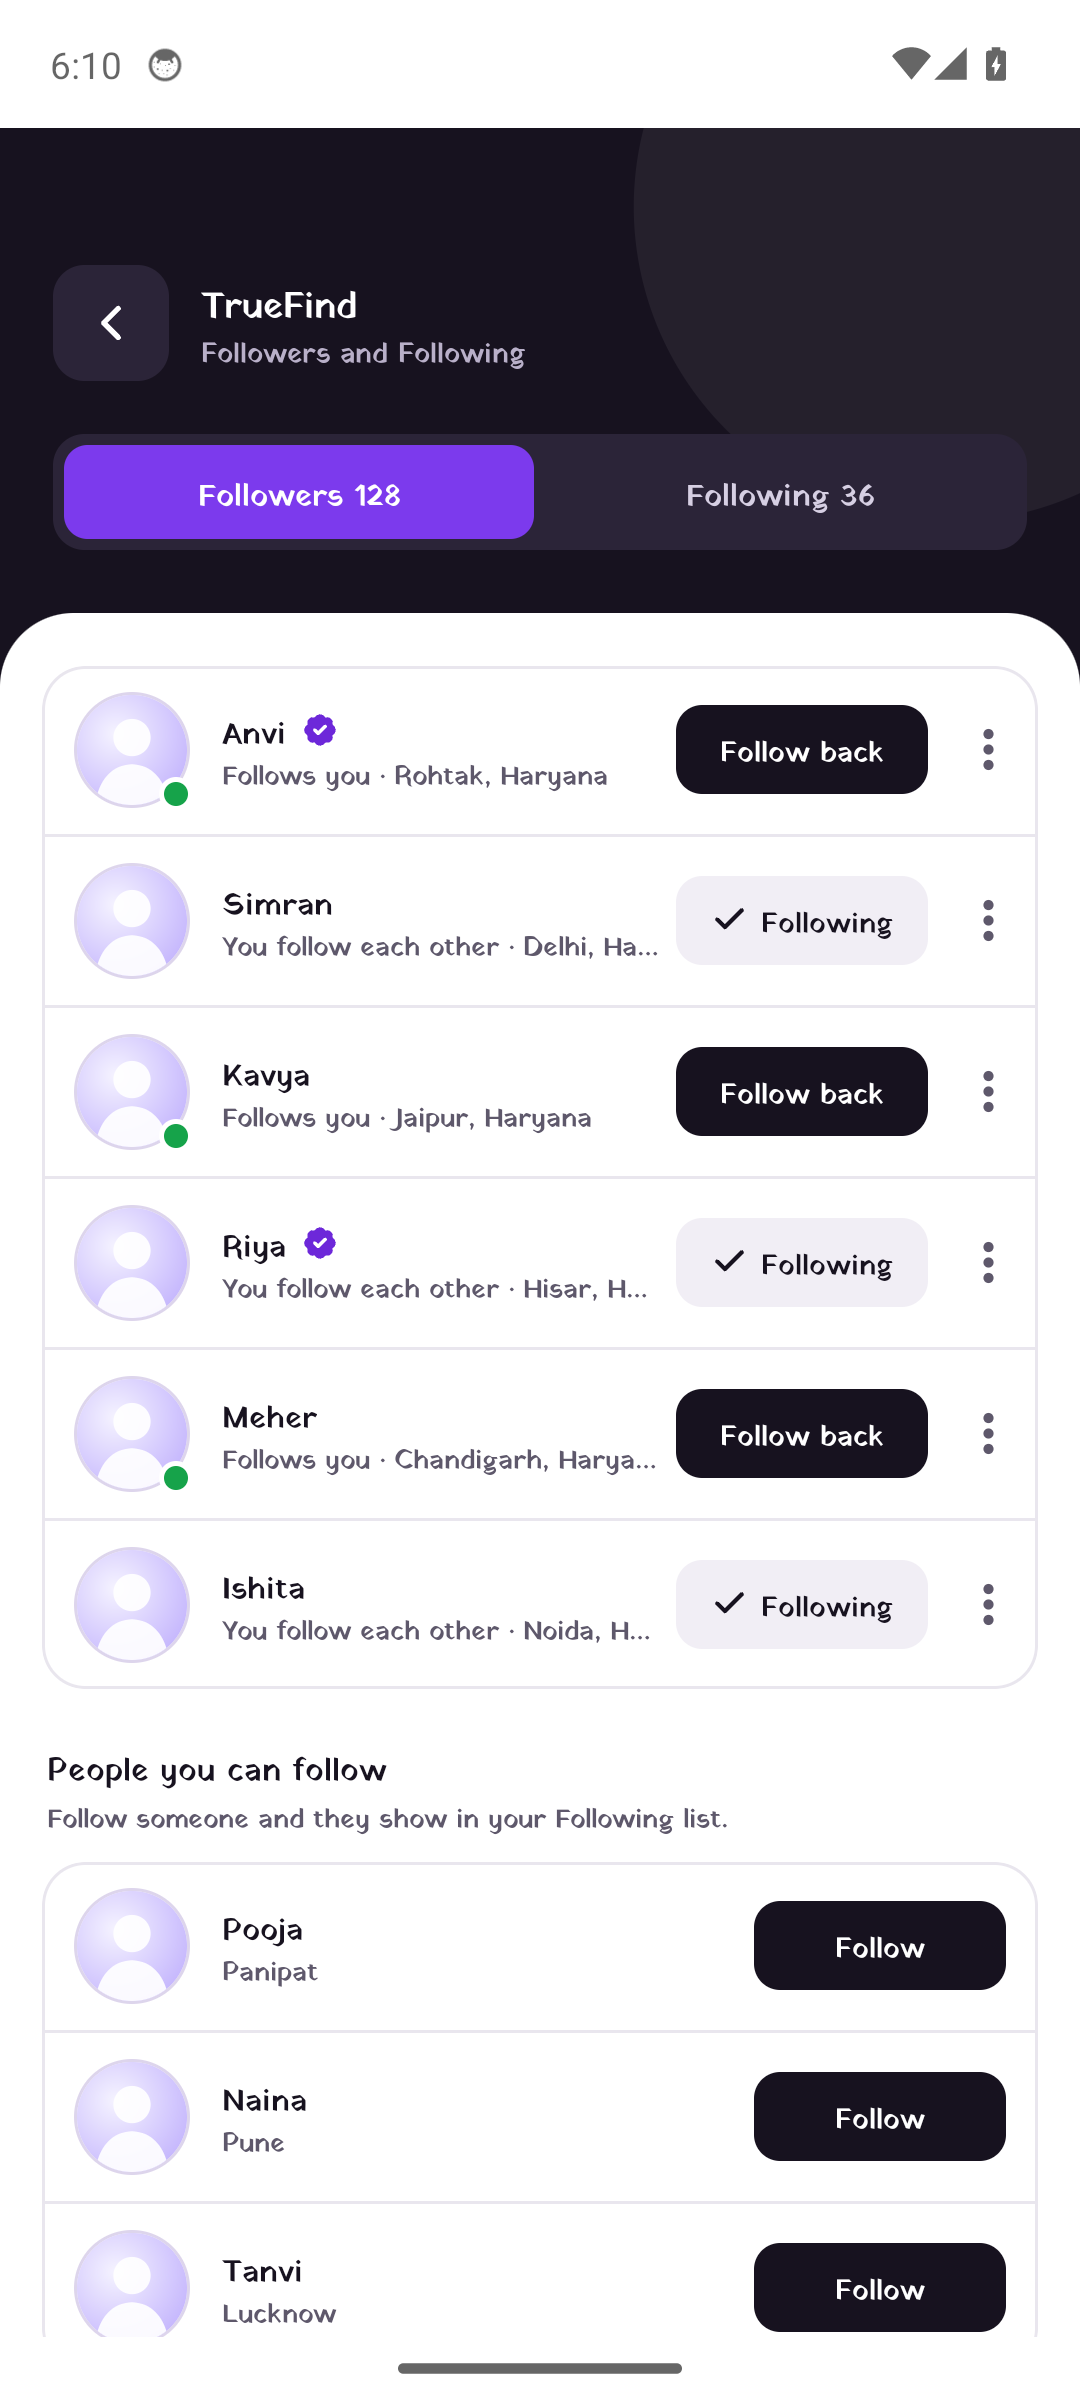 6:10
TrueFind
Followers and Following
Followers 128
Following 36
Anvi
Follows you · Rohtak, Haryana
Follow back
Simran
You follow each other · Delhi, Ha...
Following
Kavya
Follows you · Jaipur, Haryana
Follow back
Riya
You follow each other · Hisar, H...
Following
Meher
Follows you · Chandigarh, Harya...
Follow back
Ishita
You follow each other · Noida, H...
Following
People you can follow
Follow someone and they show in your Following list.
Pooja
Panipat
Follow
Naina
Pune
Follow
Tanvi
Lucknow
Follow